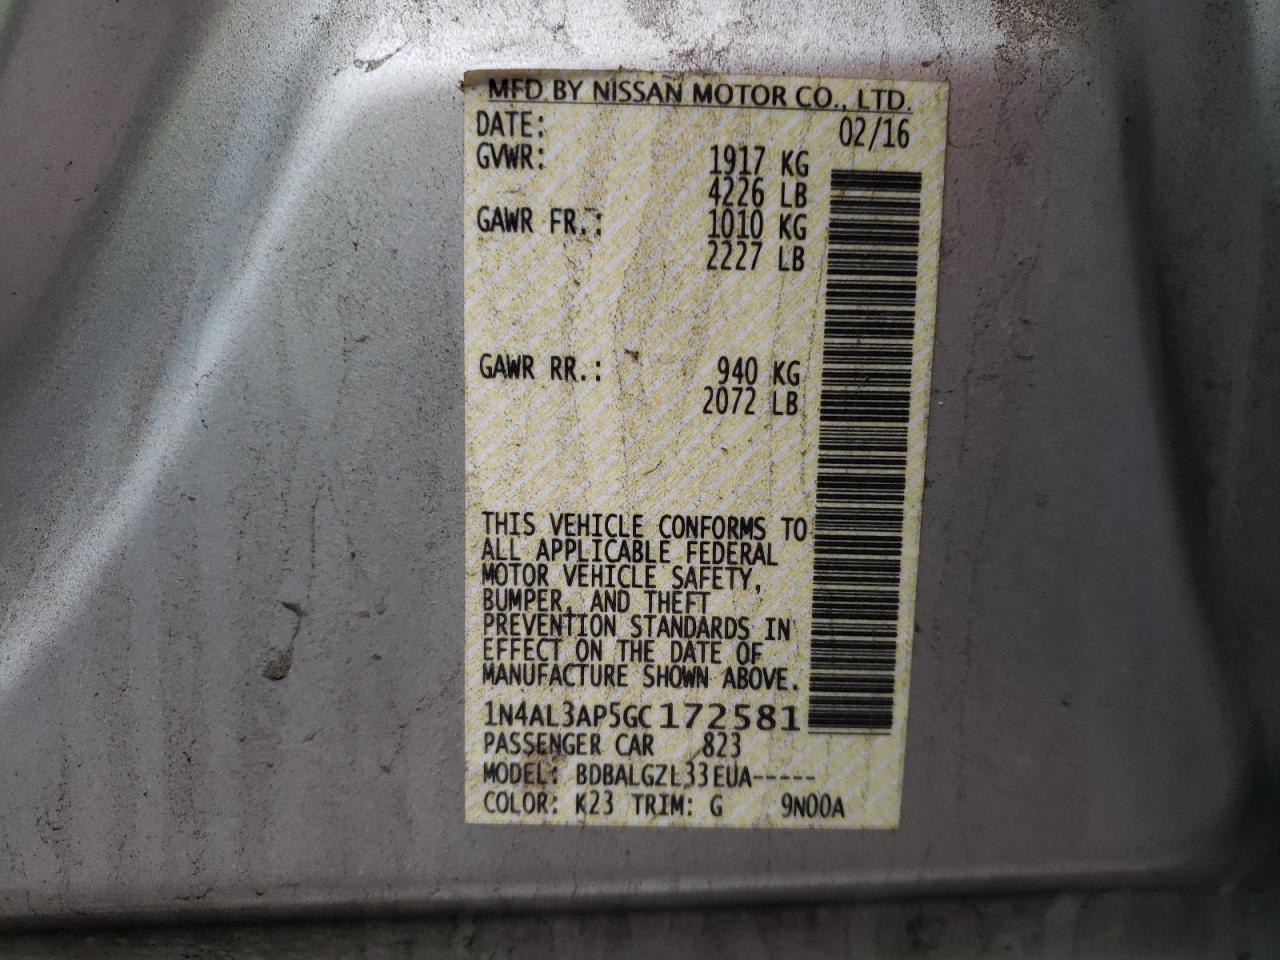 MFD BY NISSAN MOTOR CO., LTD.
DATE: 02/16
GVWR: 1917 KG
4226 LB
GAWR FR.: 1010 KG
2227 LB
GAWR RR.: 940 KG
2072 LB
THIS VEHICLE CONFORMS TO
ALL APPLICABLE FEDERAL
MOTOR VEHICLE SAFETY,
BUMPER, AND THEFT
PREVENTION STANDARDS IN
EFFECT ON THE DATE OF
MANUFACTURE SHOWN ABOVE.
1N4AL3AP5GC172581
PASSENGER CAR 823
MODEL: BDBALGZL33EUA-----
COLOR: K23 TRIM: G 9N00A